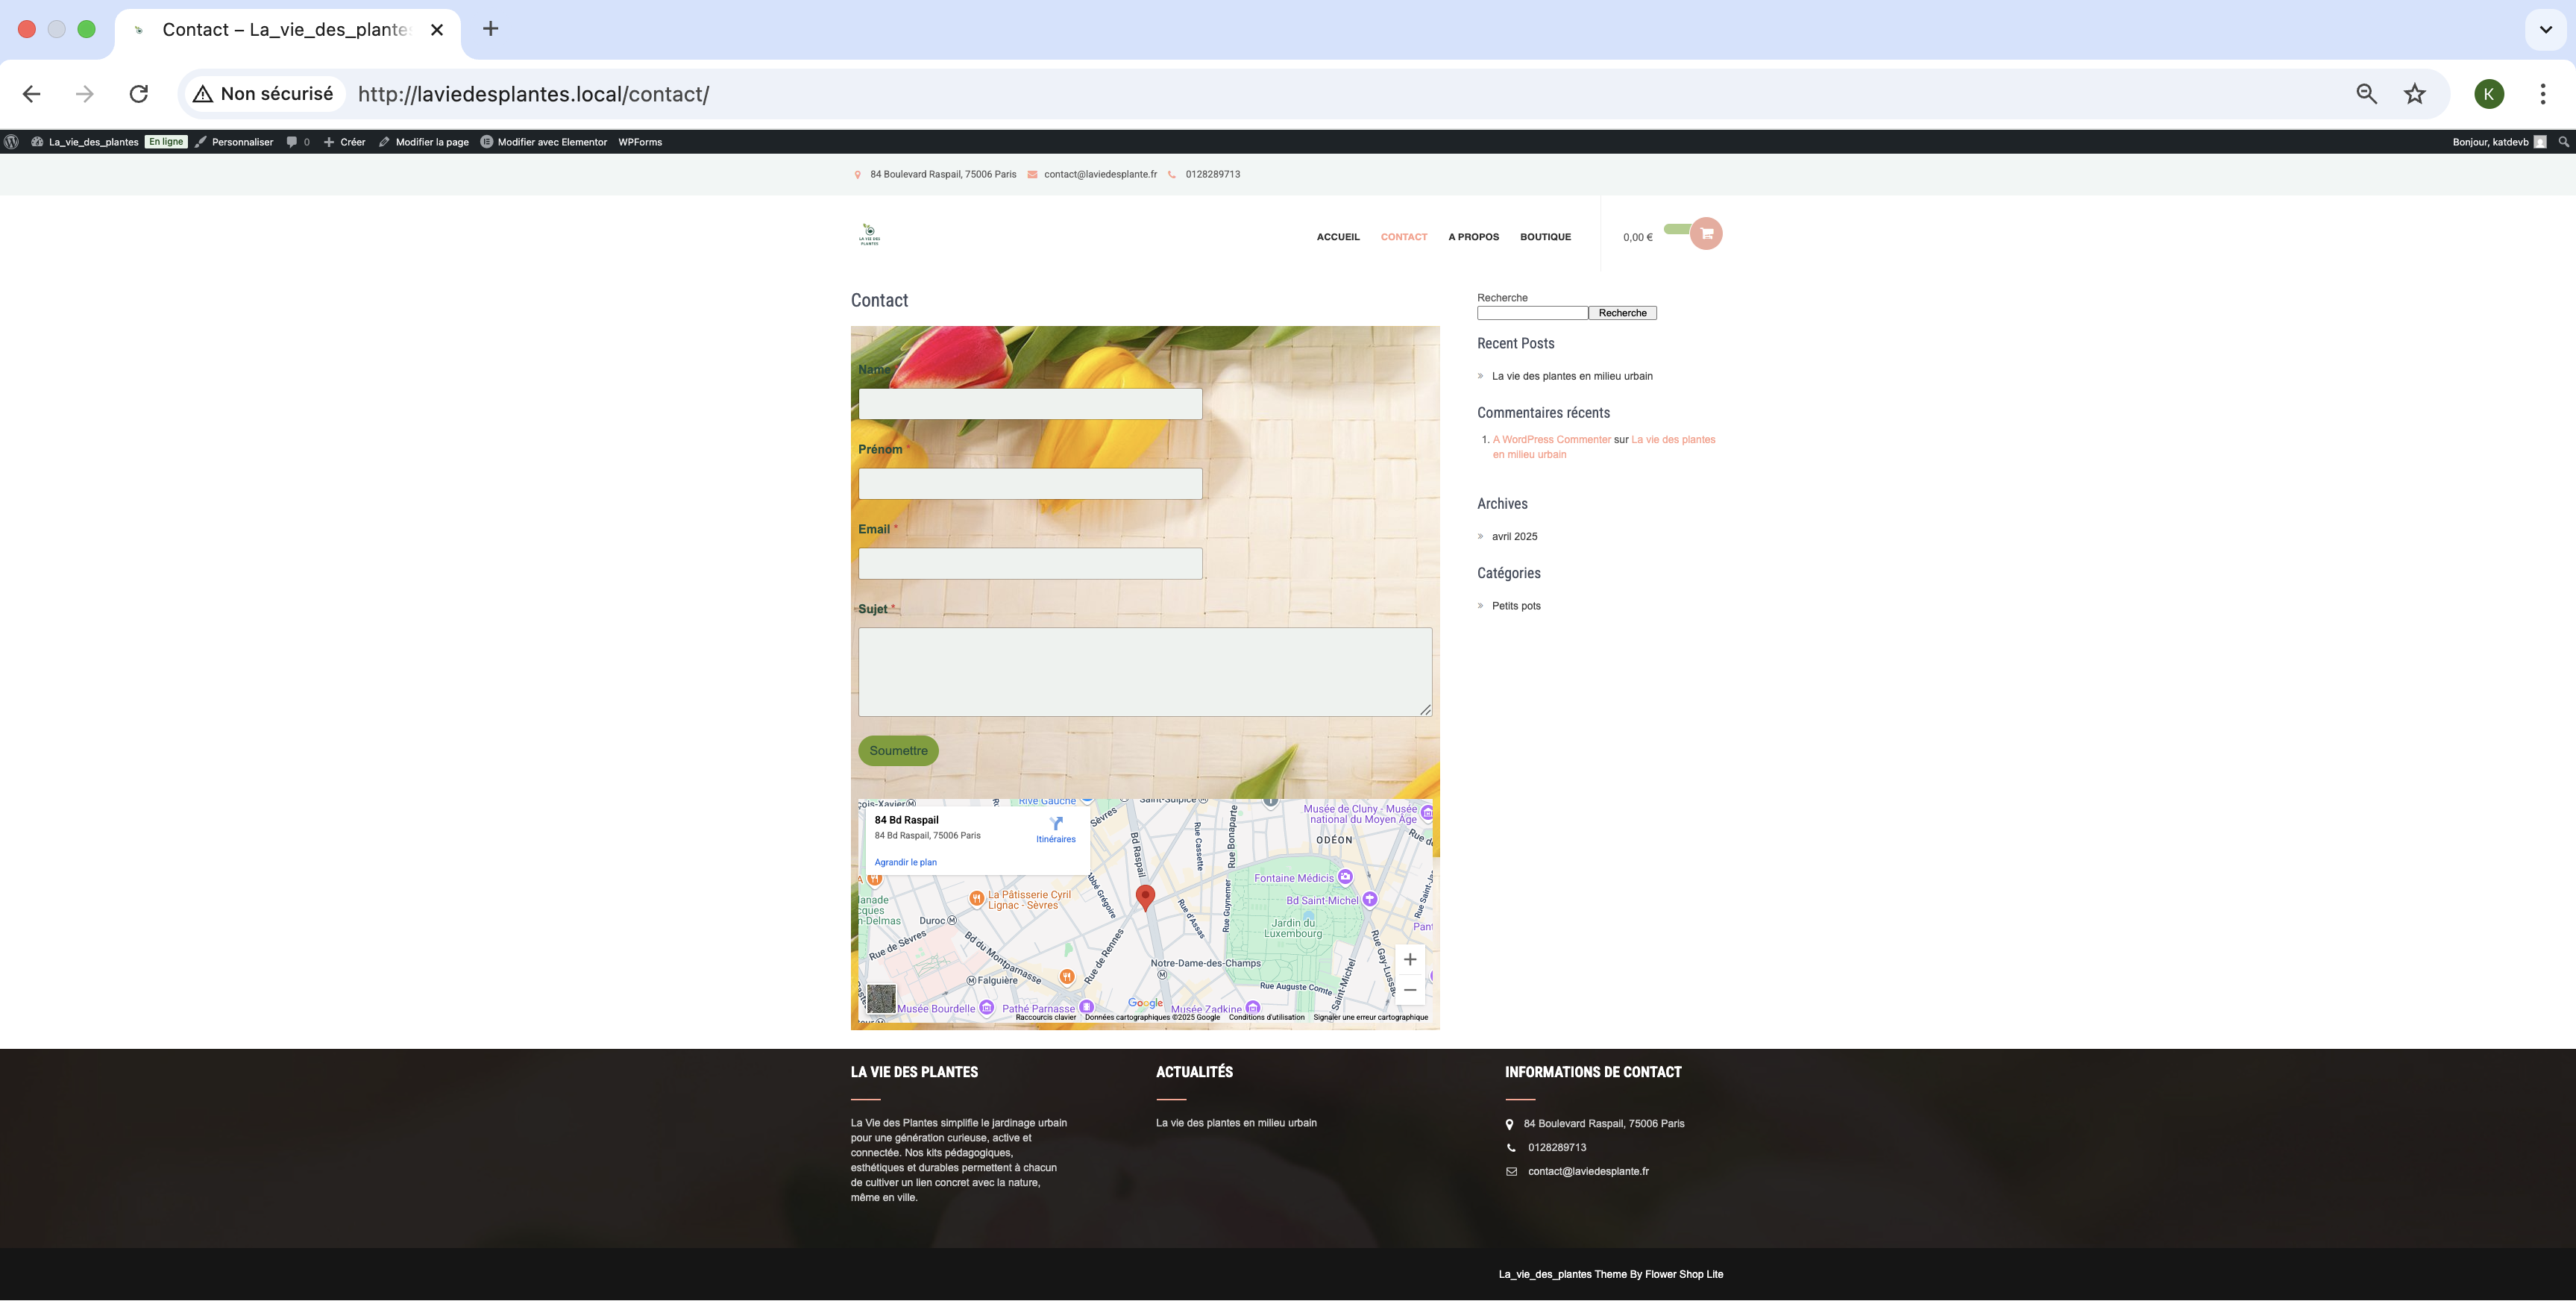 Contact – La_vie_des_plantes
Non sécurisé
http://laviedesplantes.local/contact/
K
La_vie_des_plantes En ligne Personnaliser 0 Créer Modifier la page Modifier avec Elementor WPForms
Bonjour, katdevb
84 Boulevard Raspail, 75006 Paris contact@laviedesplante.fr 0128289713
LA VIE DES
PLANTES
ACCUEIL CONTACT A PROPOS BOUTIQUE
0,00 €
Contact
Name
Prénom *
Email *
Sujet *
Soumettre
Recherche
Recherche
Recent Posts
La vie des plantes en milieu urbain
Commentaires récents
1. A WordPress Commenter sur La vie des plantes
en milieu urbain
Archives
avril 2025
Catégories
Petits pots
84 Bd Raspail
84 Bd Raspail, 75006 Paris
Itinéraires
Agrandir le plan
Rive Gauche
Saint-Sulpice
Sèvres
Bd Raspail
Rue Cassette
Rue Bonaparte
Musée de Cluny - Musée
national du Moyen Âge
ODÉON
Fontaine Médicis
Bd Saint-Michel
La Pâtisserie Cyril
Lignac - Sèvres
Duroc
Rue de Sèvres
Bd du Montparnasse
Rue de Rennes
Rue d'Assas
Rue Guynemer
Jardin du
Luxembourg
Notre-Dame-des-Champs
Falguière
Rue Auguste Comte
Musée Bourdelle
Pathé Parnasse
Google
Musée Zadkine
Raccourcis clavier Données cartographiques ©2025 Google Conditions d'utilisation Signaler une erreur cartographique
LA VIE DES PLANTES
La Vie des Plantes simplifie le jardinage urbain
pour une génération curieuse, active et
connectée. Nos kits pédagogiques,
esthétiques et durables permettent à chacun
de cultiver un lien concret avec la nature,
même en ville.
ACTUALITÉS
La vie des plantes en milieu urbain
INFORMATIONS DE CONTACT
84 Boulevard Raspail, 75006 Paris
0128289713
contact@laviedesplante.fr
La_vie_des_plantes Theme By Flower Shop Lite